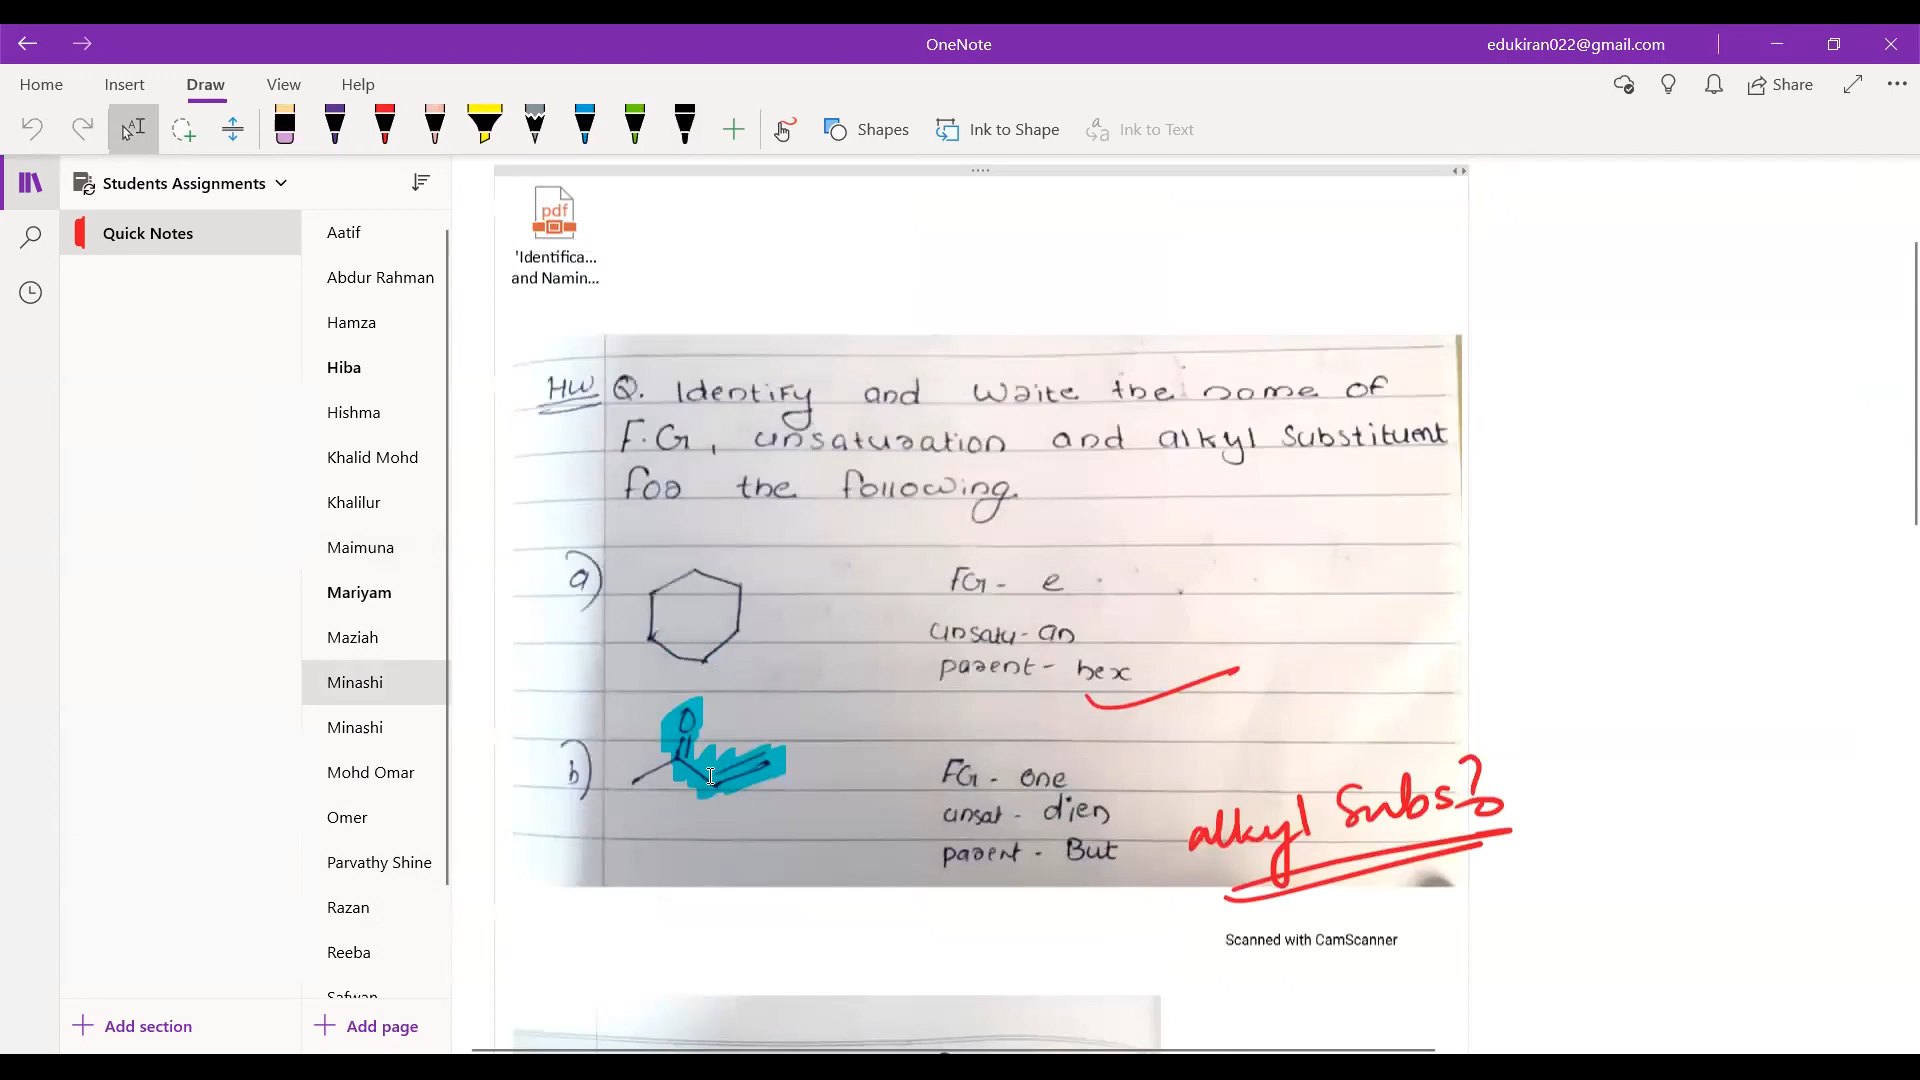 OneNote
edukiran022@gmail.com
Home
Insert
Draw
View
Help
Share
Shapes
Ink to Shape
Ink to Text
Students Assignments
Quick Notes
Aatif
Abdur Rahman
Hamza
Hiba
Hishma
Khalid Mohd
Khalilur
Maimuna
Mariyam
Maziah
Minashi
Minashi
Mohd Omar
Omer
Parvathy Shine
Razan
Reeba
Safwan
Add section
Add page
pdf
'Identifica...
and Namin...
HW Q. Identify and write the name of
F.G, unsaturation and alkyl substituent
for the following.
a)
FG - e
unsatu - an
parent - hex
b)
O
FG - one
unsat - dien
parent - But
alkyl Subs?
Scanned with CamScanner